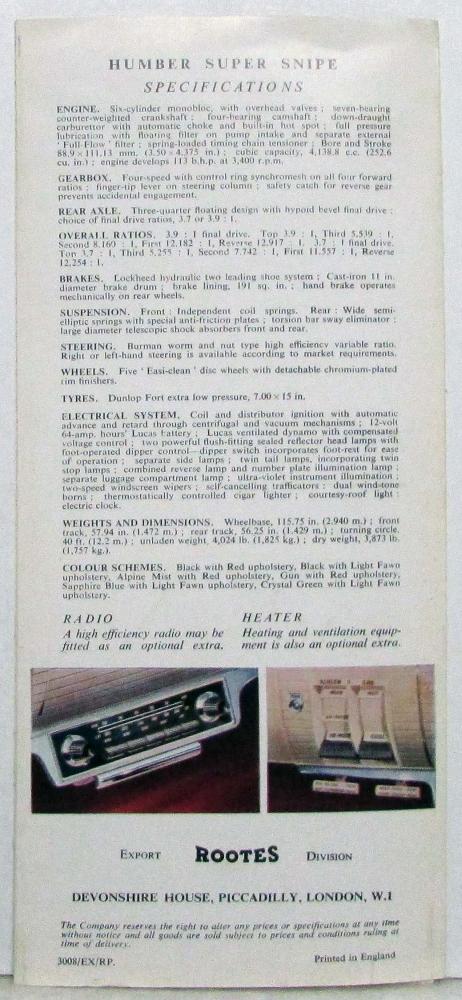 HUMBER SUPER SNIPE
SPECIFICATIONS
ENGINE. Six-cylinder monobloc, with overhead valves ; seven-bearing
counter-weighted crankshaft ; four-bearing camshaft ; down-draught
carburettor with automatic choke and built-in hot spot ; full pressure
lubrication with floating filter on pump intake and separate external
' Full-Flow ' filter ; spring-loaded timing chain tensioner ; Bore and Stroke
88.9 × 111.13 mm. (3.50 × 4.375 in.) ; cubic capacity, 4,138.8 c.c. (252.6
cu. in.) ; engine develops 113 b.h.p. at 3,400 r.p.m.
GEARBOX. Four-speed with control ring synchromesh on all four forward
ratios ; finger-tip lever on steering column ; safety catch for reverse gear
prevents accidental engagement.
REAR AXLE. Three-quarter floating design with hypoid bevel final drive ;
choice of final drive ratios, 3.7 or 3.9 : 1.
OVERALL RATIOS. 3.9 : 1 final drive. Top 3.9 : 1, Third 5.539 : 1,
Second 8.160 : 1, First 12.182 : 1, Reverse 12.917 : 1. 3.7 : 1 final drive.
Top 3.7 : 1, Third 5.255 : 1, Second 7.742 : 1, First 11.557 : 1, Reverse
12.254 : 1.
BRAKES. Lockheed hydraulic two leading shoe system ; Cast-iron 11 in.
diameter brake drum ; brake lining, 191 sq. in. ; hand brake operates
mechanically on rear wheels.
SUSPENSION. Front : Independent coil springs. Rear : Wide semi-
elliptic springs with special anti-friction plates ; torsion bar sway eliminator ;
large diameter telescopic shock absorbers front and rear.
STEERING. Burman worm and nut type high efficiency variable ratio.
Right or left-hand steering is available according to market requirements.
WHEELS. Five ' Easi-clean ' disc wheels with detachable chromium-plated
rim finishers.
TYRES. Dunlop Fort extra low pressure, 7.00 × 15 in.
ELECTRICAL SYSTEM. Coil and distributor ignition with automatic
advance and retard through centrifugal and vacuum mechanisms ; 12-volt
64-amp. hours' Lucas battery ; Lucas ventilated dynamo with compensated
voltage control ; two powerful flush-fitting sealed reflector head lamps with
foot-operated dipper control—dipper switch incorporates foot-rest for ease
of operation ; separate side lamps ; twin tail lamps, incorporating twin
stop lamps ; combined reverse lamp and number plate illumination lamp ;
separate luggage compartment lamp ; ultra-violet instrument illumination ;
two-speed windscreen wipers ; self-cancelling trafficators ; dual wind-tone
horns ; thermostatically controlled cigar lighter ; courtesy-roof light ;
electric clock.
WEIGHTS AND DIMENSIONS. Wheelbase, 115.75 in. (2.940 m.) ; front
track, 57.94 in. (1.472 m.) ; rear track, 56.25 in. (1.429 m.) ; turning circle,
40 ft. (12.2 m.) ; unladen weight, 4,024 lb. (1,825 kg.) ; dry weight, 3,873 lb.
(1,757 kg.).
COLOUR SCHEMES. Black with Red upholstery, Black with Light Fawn
upholstery, Alpine Mist with Red upholstery, Gun with Red upholstery,
Sapphire Blue with Light Fawn upholstery, Crystal Green with Light Fawn
upholstery.
RADIO
A high efficiency radio may be
fitted as an optional extra.
HEATER
Heating and ventilation equip-
ment is also an optional extra.
EXPORT ROOTES DIVISION
DEVONSHIRE HOUSE, PICCADILLY, LONDON, W.1
The Company reserves the right to alter any prices or specifications at any time
without notice and all goods are sold subject to prices and conditions ruling at
time of delivery.
3008/EX/RP.
Printed in England